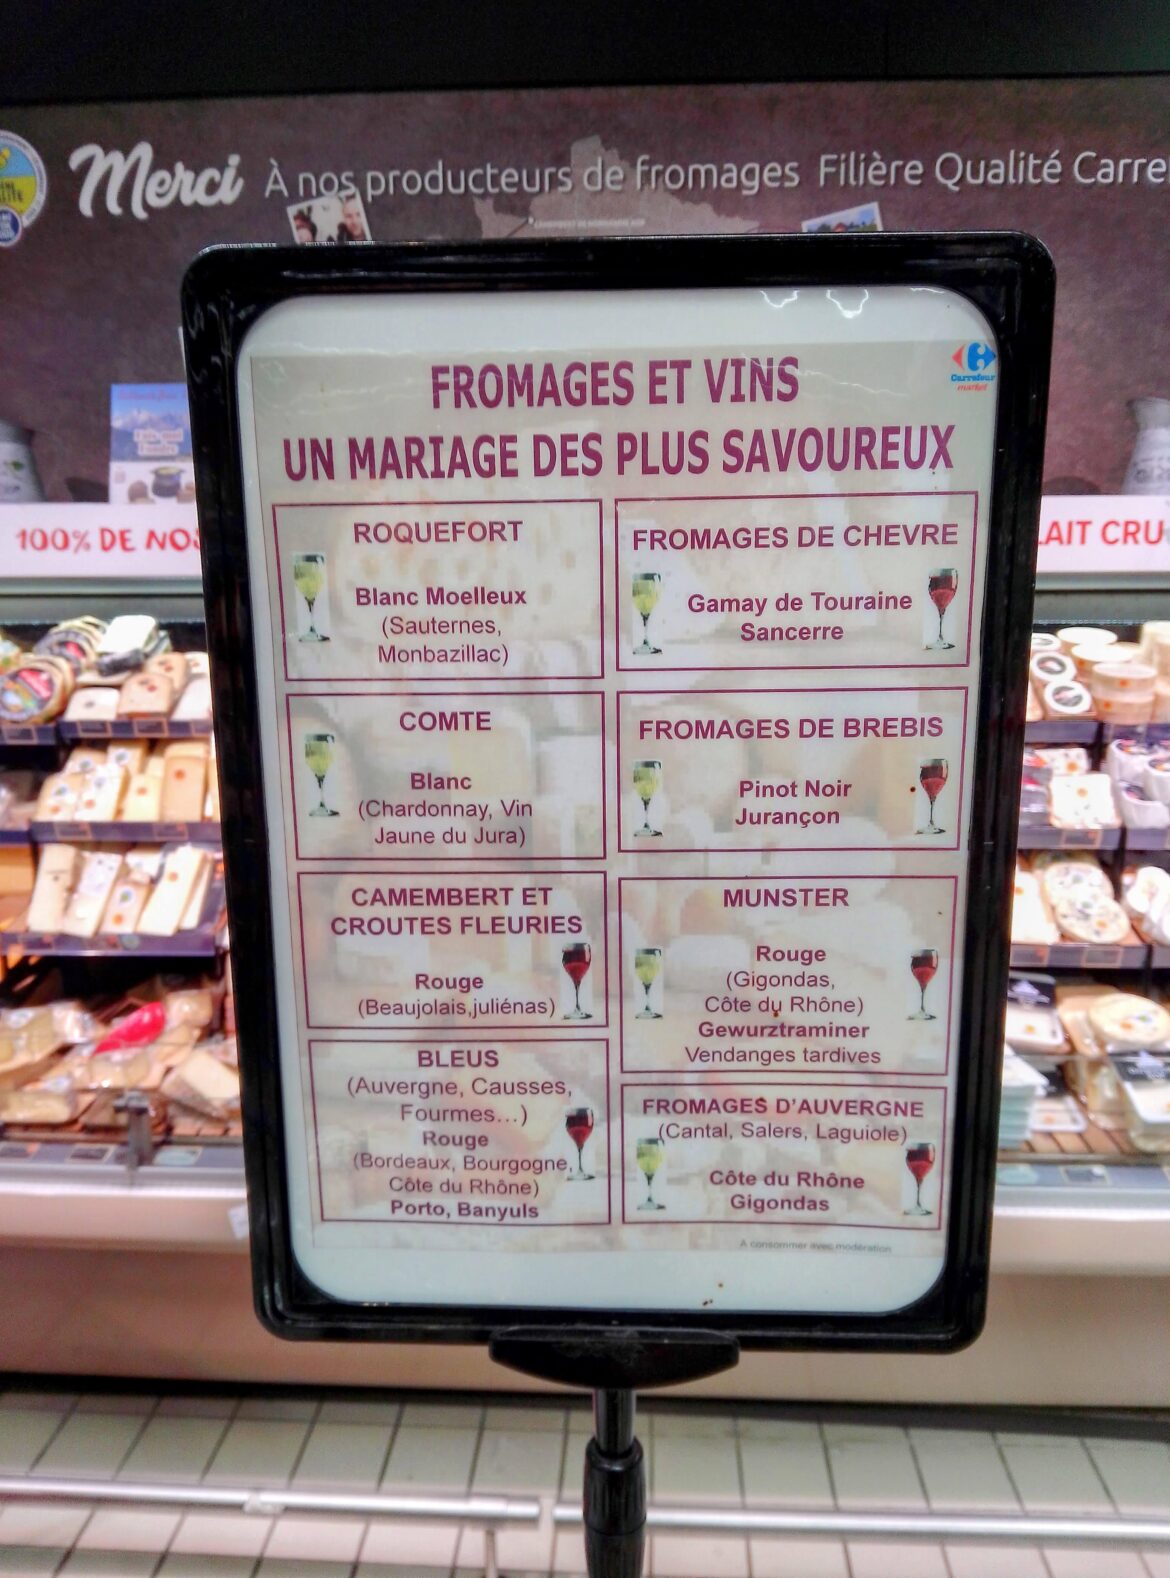 Merci À nos producteurs de fromages Filière Qualité Carre
Carrefour
market
FROMAGES ET VINS
UN MARIAGE DES PLUS SAVOUREUX
100% DE NOS
LAIT CRU
ROQUEFORT
Blanc Moelleux
(Sauternes,
Monbazillac)
FROMAGES DE CHEVRE
Gamay de Touraine
Sancerre
COMTE
Blanc
(Chardonnay, Vin
Jaune du Jura)
FROMAGES DE BREBIS
Pinot Noir
Jurançon
CAMEMBERT ET
CROUTES FLEURIES
Rouge
(Beaujolais,juliénas)
MUNSTER
Rouge
(Gigondas,
Côte du Rhône)
Gewurztraminer
Vendanges tardives
BLEUS
(Auvergne, Causses,
Fourmes...)
Rouge
(Bordeaux, Bourgogne,
Côte du Rhône)
Porto, Banyuls
FROMAGES D'AUVERGNE
(Cantal, Salers, Laguiole)
Côte du Rhône
Gigondas
A consommer avec modération